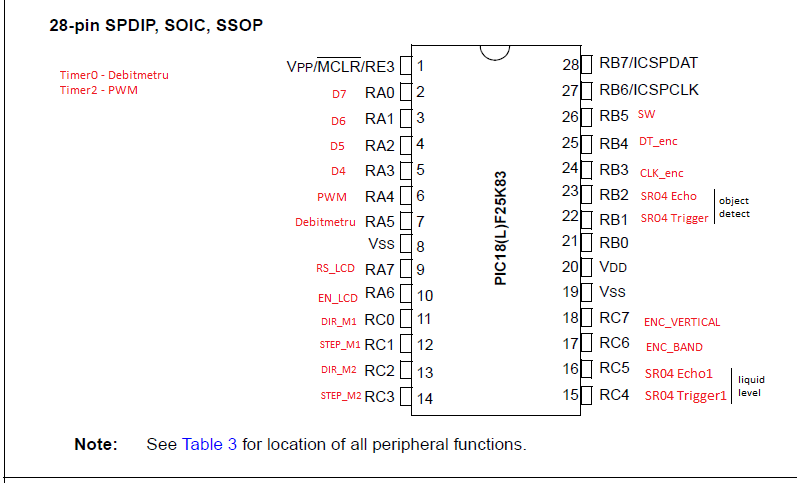 28-pin SPDIP, SOIC, SSOP
Timer0 - Debitmetru
Timer2 - PWM
VPP/MCLR/RE3 1
D7 RA0 2
D6 RA1 3
D5 RA2 4
D4 RA3 5
PWM RA4 6
Debitmetru RA5 7
VSS 8
RS_LCD RA7 9
EN_LCD RA6 10
DIR_M1 RC0 11
STEP_M1 RC1 12
DIR_M2 RC2 13
STEP_M2 RC3 14
PIC18(L)F25K83
28 RB7/ICSPDAT
27 RB6/ICSPCLK
26 RB5 SW
25 RB4 DT_enc
24 RB3 CLK_enc
23 RB2 SR04 Echo
22 RB1 SR04 Trigger
object
detect
21 RB0
20 VDD
19 VSS
18 RC7 ENC_VERTICAL
17 RC6 ENC_BAND
16 RC5 SR04 Echo1
15 RC4 SR04 Trigger1
liquid
level
Note: See Table 3 for location of all peripheral functions.